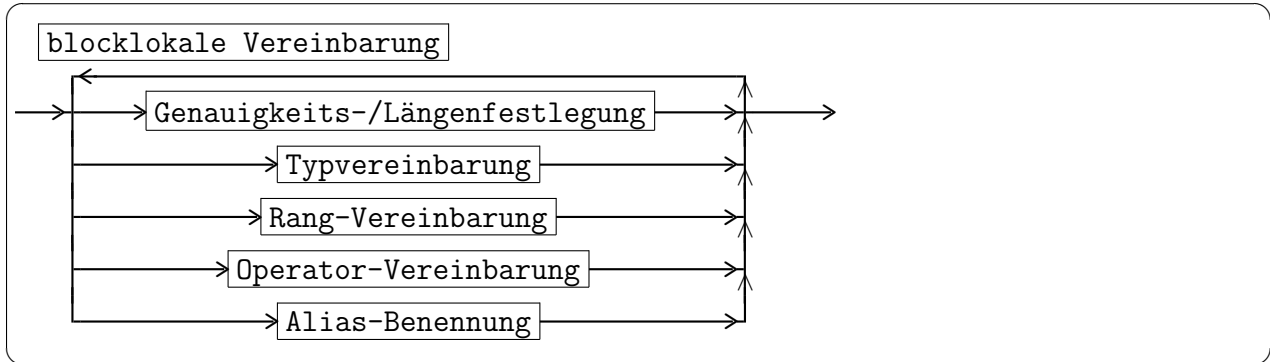 blocklokale Vereinbarung
Genauigkeits-/Längenfestlegung
Typvereinbarung
Rang-Vereinbarung
Operator-Vereinbarung
Alias-Benennung